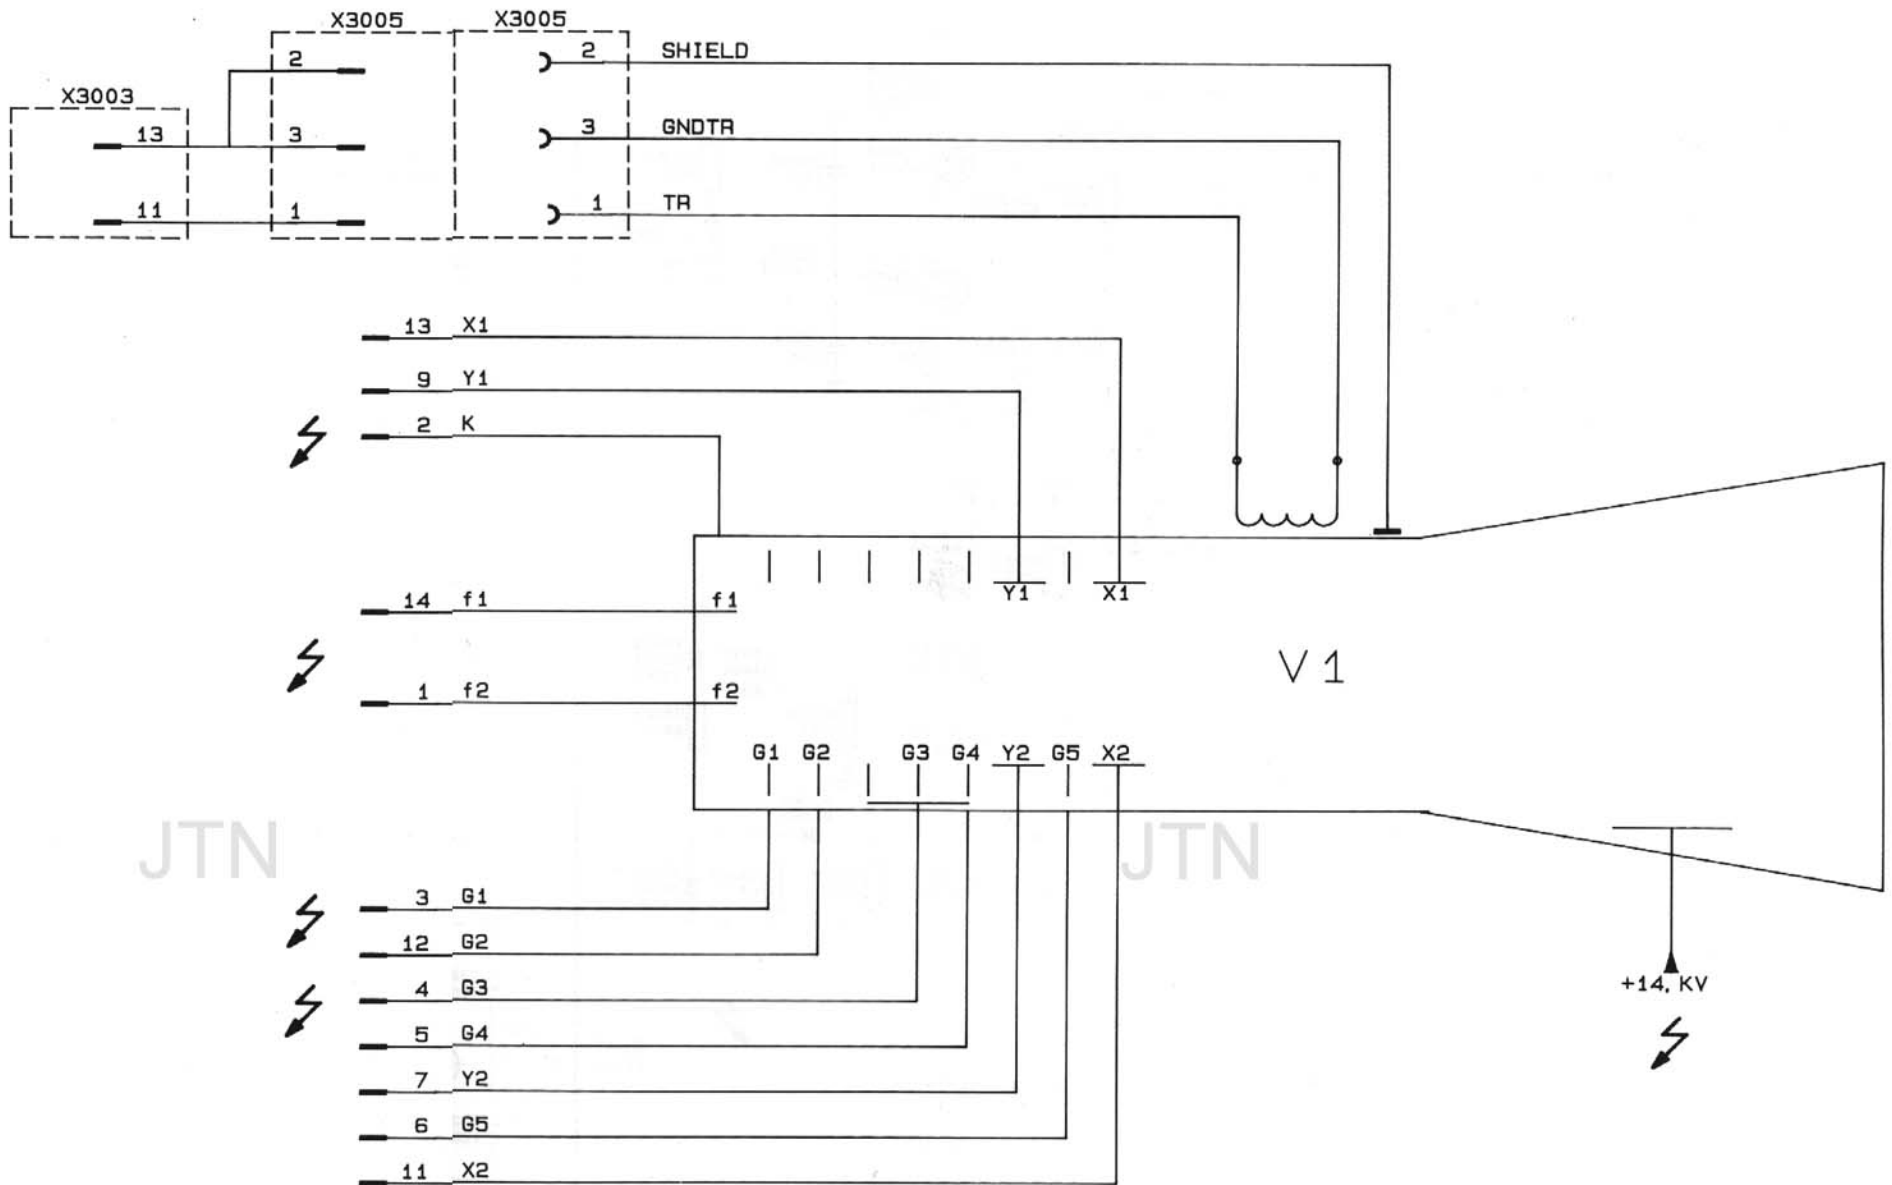 X3005 X3005
2 2 SHIELD
X3003
13 3 3 GNDTR
11 1 1 TR
13 X1
9 Y1
2 K
Y1 X1
14 f1 f1
V1
1 f2 f2
G1 G2 G3 G4 Y2 G5 X2
JTN JTN
3 G1
12 G2
4 G3
+14, KV
5 G4
7 Y2
6 G5
11 X2